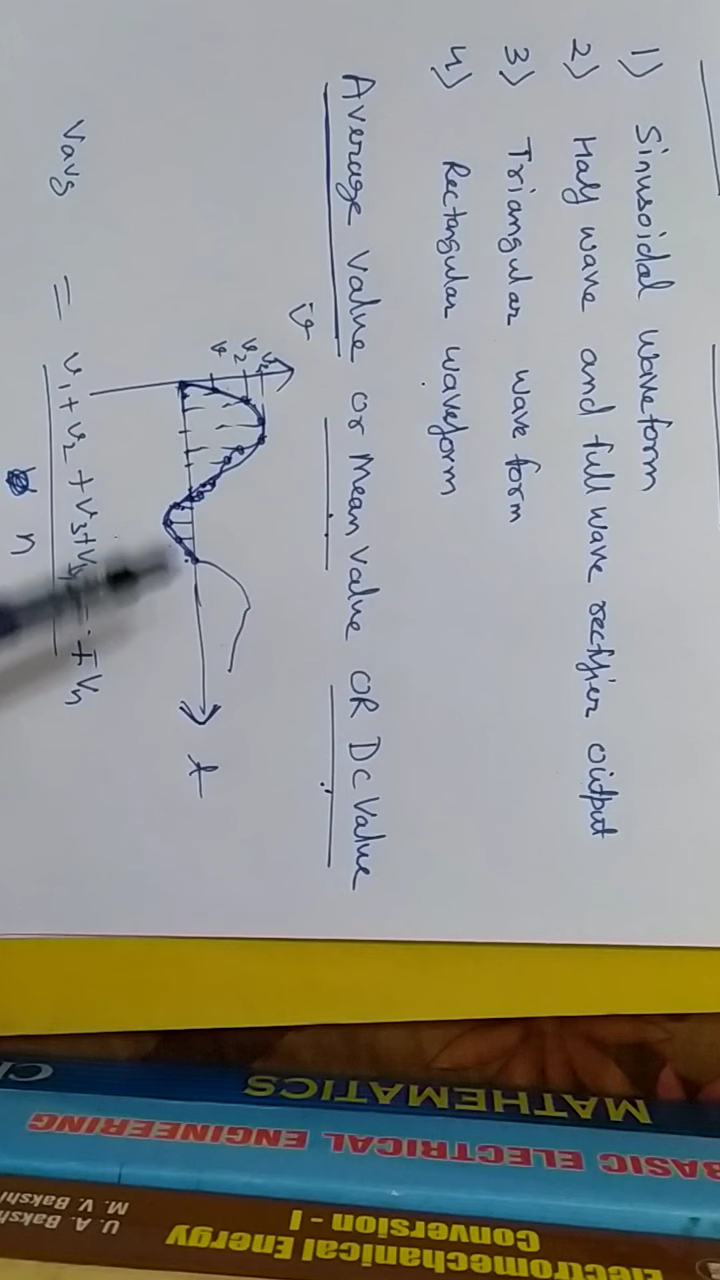 1) Sinusoidal waveform
2) Half wave and full wave rectifier output
3) Triangular wave form
4) Rectangular waveform
Average value or Mean value OR DC Value
v
v2
t
Vavg = v1 + v2 + v3 + v4 - - + vn
n
MATHEMATICS
BASIC ELECTRICAL ENGINEERING
Electromechanical Energy
Conversion - I
U. A. Bakshi
M. V. Bakshi